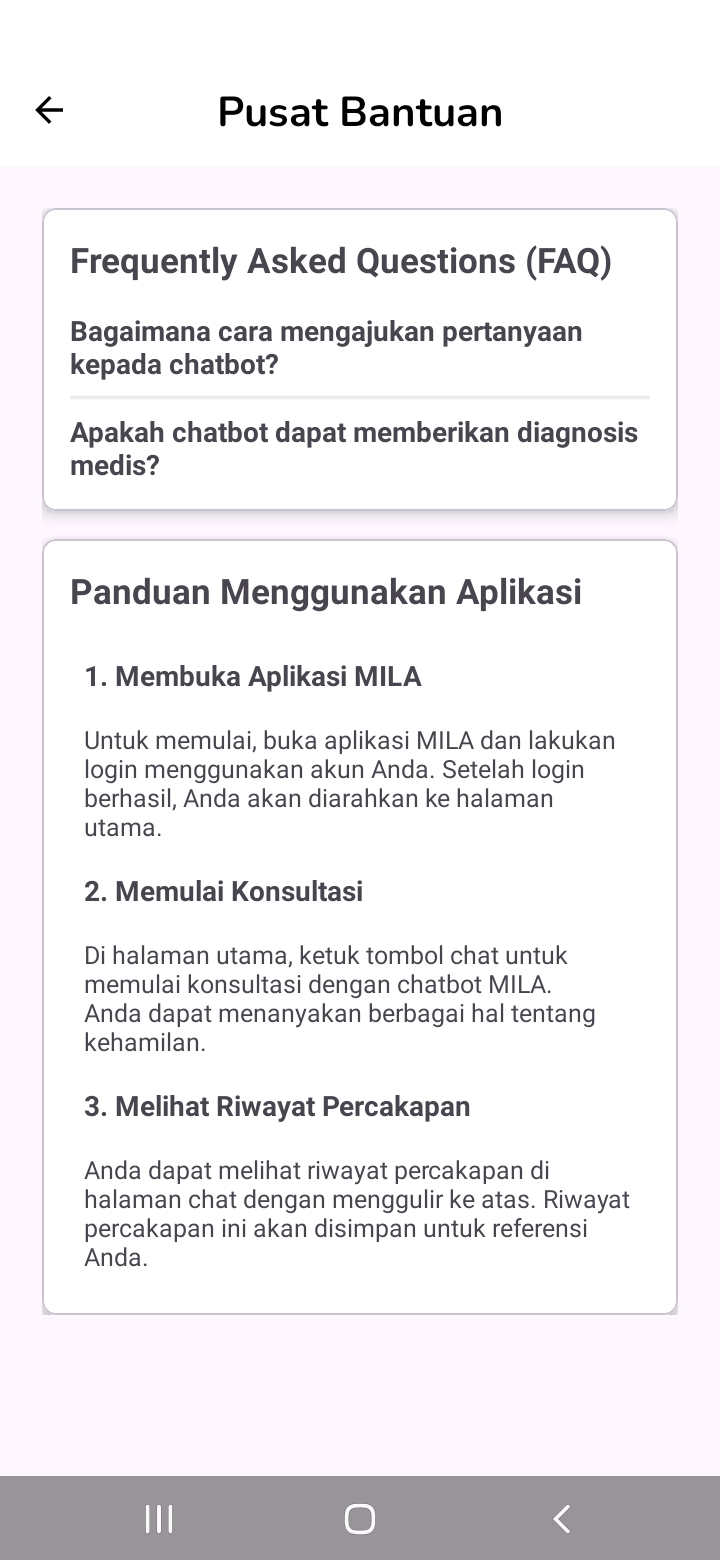 Pusat Bantuan
Frequently Asked Questions (FAQ)
Bagaimana cara mengajukan pertanyaan
kepada chatbot?
Apakah chatbot dapat memberikan diagnosis
medis?
Panduan Menggunakan Aplikasi
1. Membuka Aplikasi MILA
Untuk memulai, buka aplikasi MILA dan lakukan
login menggunakan akun Anda. Setelah login
berhasil, Anda akan diarahkan ke halaman
utama.
2. Memulai Konsultasi
Di halaman utama, ketuk tombol chat untuk
memulai konsultasi dengan chatbot MILA.
Anda dapat menanyakan berbagai hal tentang
kehamilan.
3. Melihat Riwayat Percakapan
Anda dapat melihat riwayat percakapan di
halaman chat dengan menggulir ke atas. Riwayat
percakapan ini akan disimpan untuk referensi
Anda.